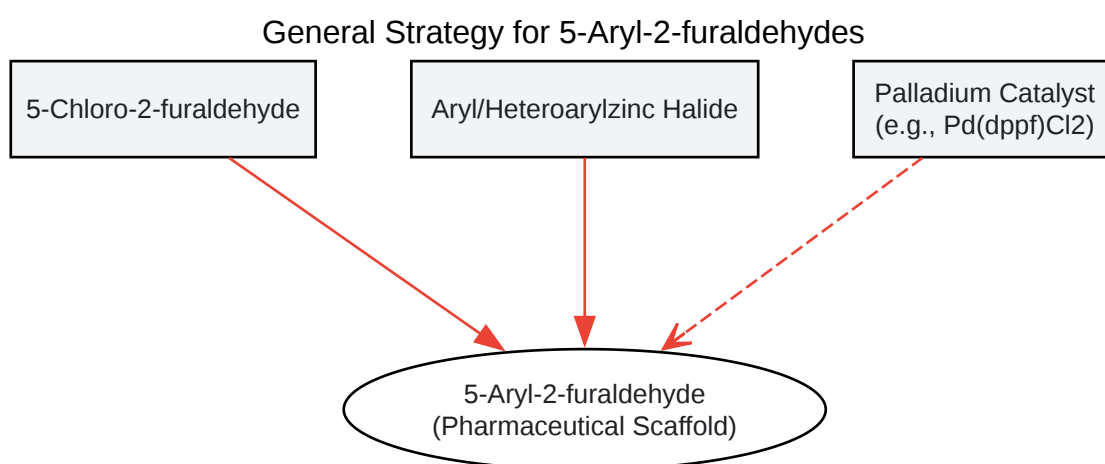 General Strategy for 5-Aryl-2-furaldehydes
5-Chloro-2-furaldehyde
Aryl/Heteroarylzinc Halide
Palladium Catalyst
(e.g., Pd(dppf)Cl2)
5-Aryl-2-furaldehyde
(Pharmaceutical Scaffold)